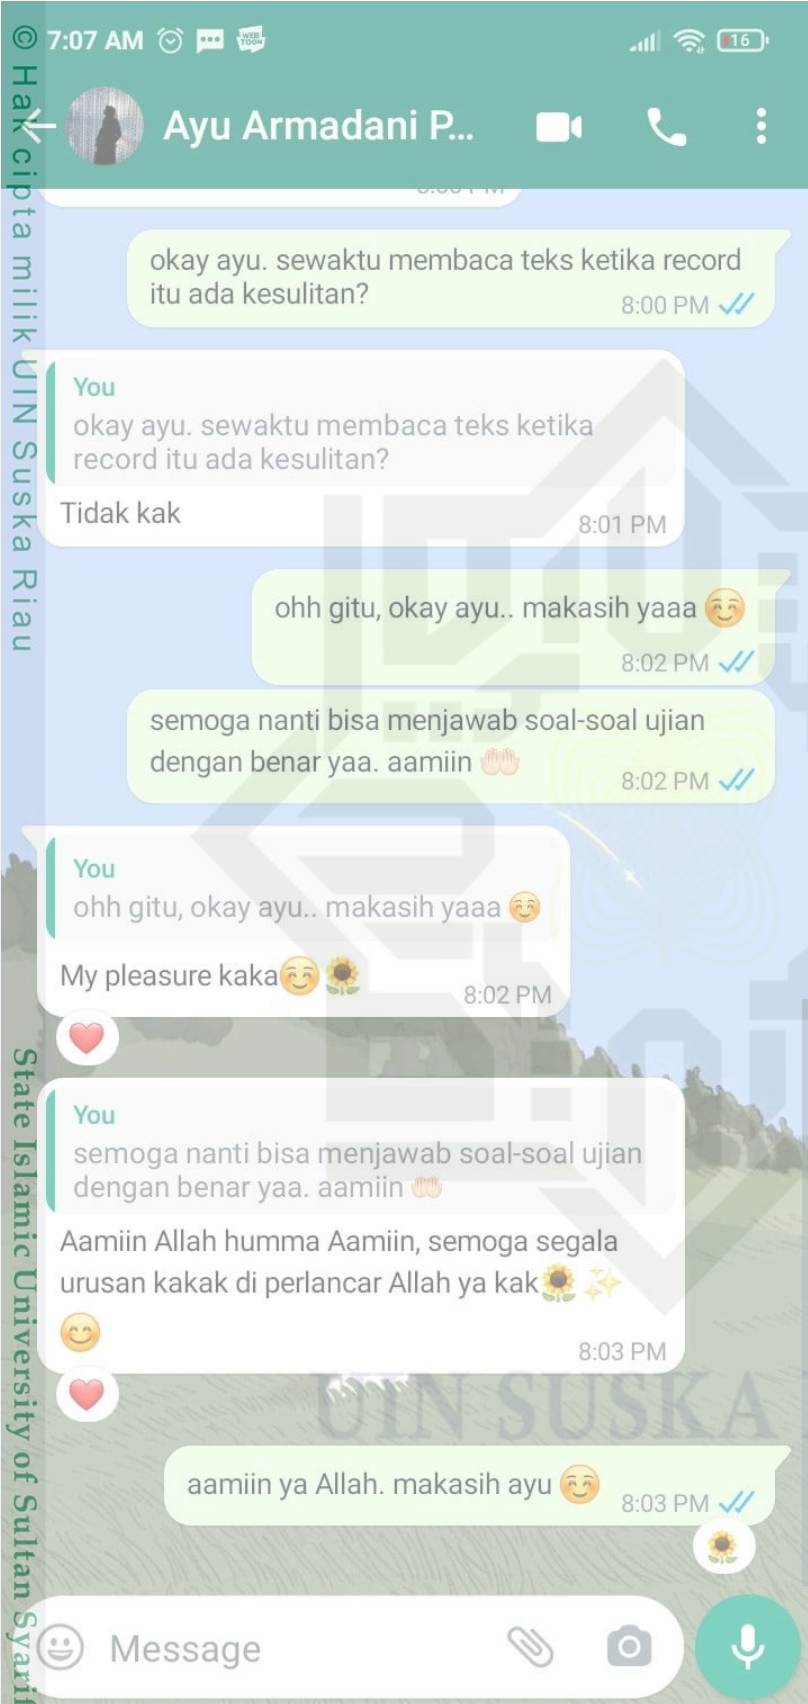 7:07 AM
16
Ayu Armadani P...
okay ayu. sewaktu membaca teks ketika record
itu ada kesulitan?
8:00 PM
You
okay ayu. sewaktu membaca teks ketika
record itu ada kesulitan?
Tidak kak
8:01 PM
ohh gitu, okay ayu.. makasih yaaa 😊
8:02 PM
semoga nanti bisa menjawab soal-soal ujian
dengan benar yaa. aamiin 🤲🏻
8:02 PM
You
ohh gitu, okay ayu.. makasih yaaa 😊
My pleasure kaka😊🌻
8:02 PM
❤️
You
semoga nanti bisa menjawab soal-soal ujian
dengan benar yaa. aamiin 🤲🏻
Aamiin Allah humma Aamiin, semoga segala
urusan kakak di perlancar Allah ya kak🌻 ✨
😊
8:03 PM
❤️
aamiin ya Allah. makasih ayu 😊
8:03 PM
🌻
Message
© Hak cipta milik UIN Suska Riau
State Islamic University of Sultan Syarif
UIN SUSKA